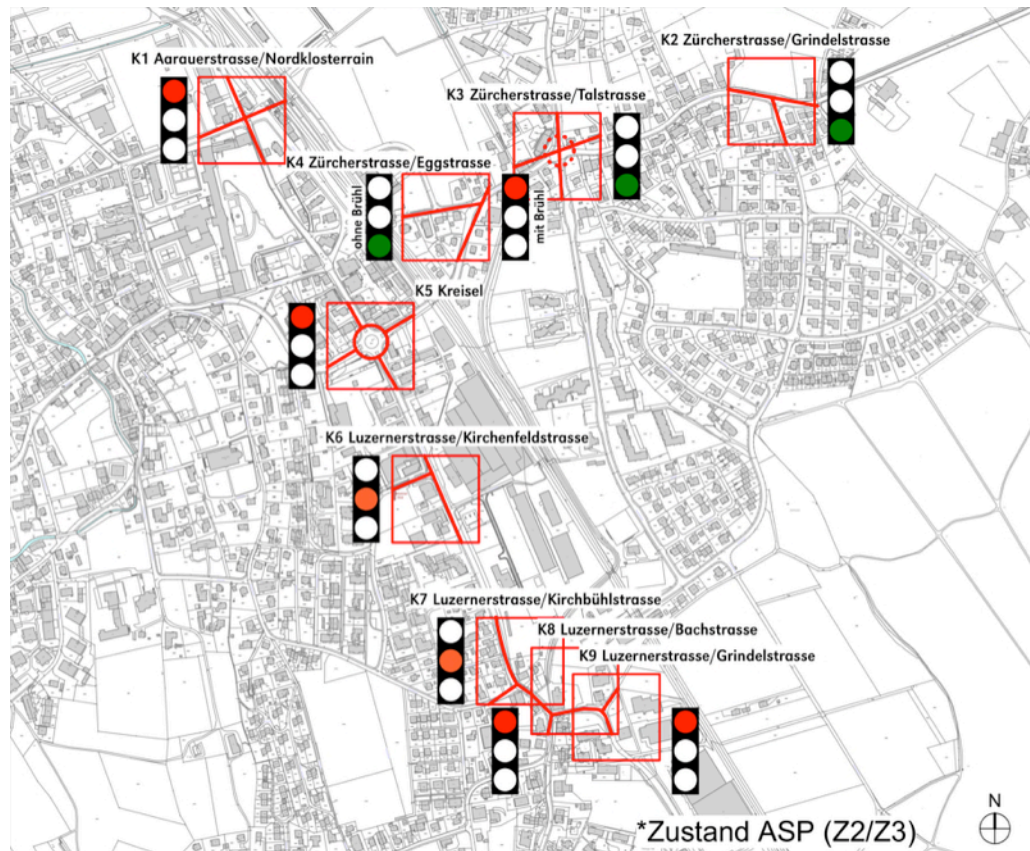 K1 Aarauerstrasse/Nordklosterrain
K2 Zürcherstrasse/Grindelstrasse
K3 Zürcherstrasse/Talstrasse
K4 Zürcherstrasse/Eggstrasse
ohne Brühl
mit Brühl
K5 Kreisel
K6 Luzernerstrasse/Kirchenfeldstrasse
K7 Luzernerstrasse/Kirchbühlstrasse
K8 Luzernerstrasse/Bachstrasse
K9 Luzernerstrasse/Grindelstrasse
*Zustand ASP (Z2/Z3)
N